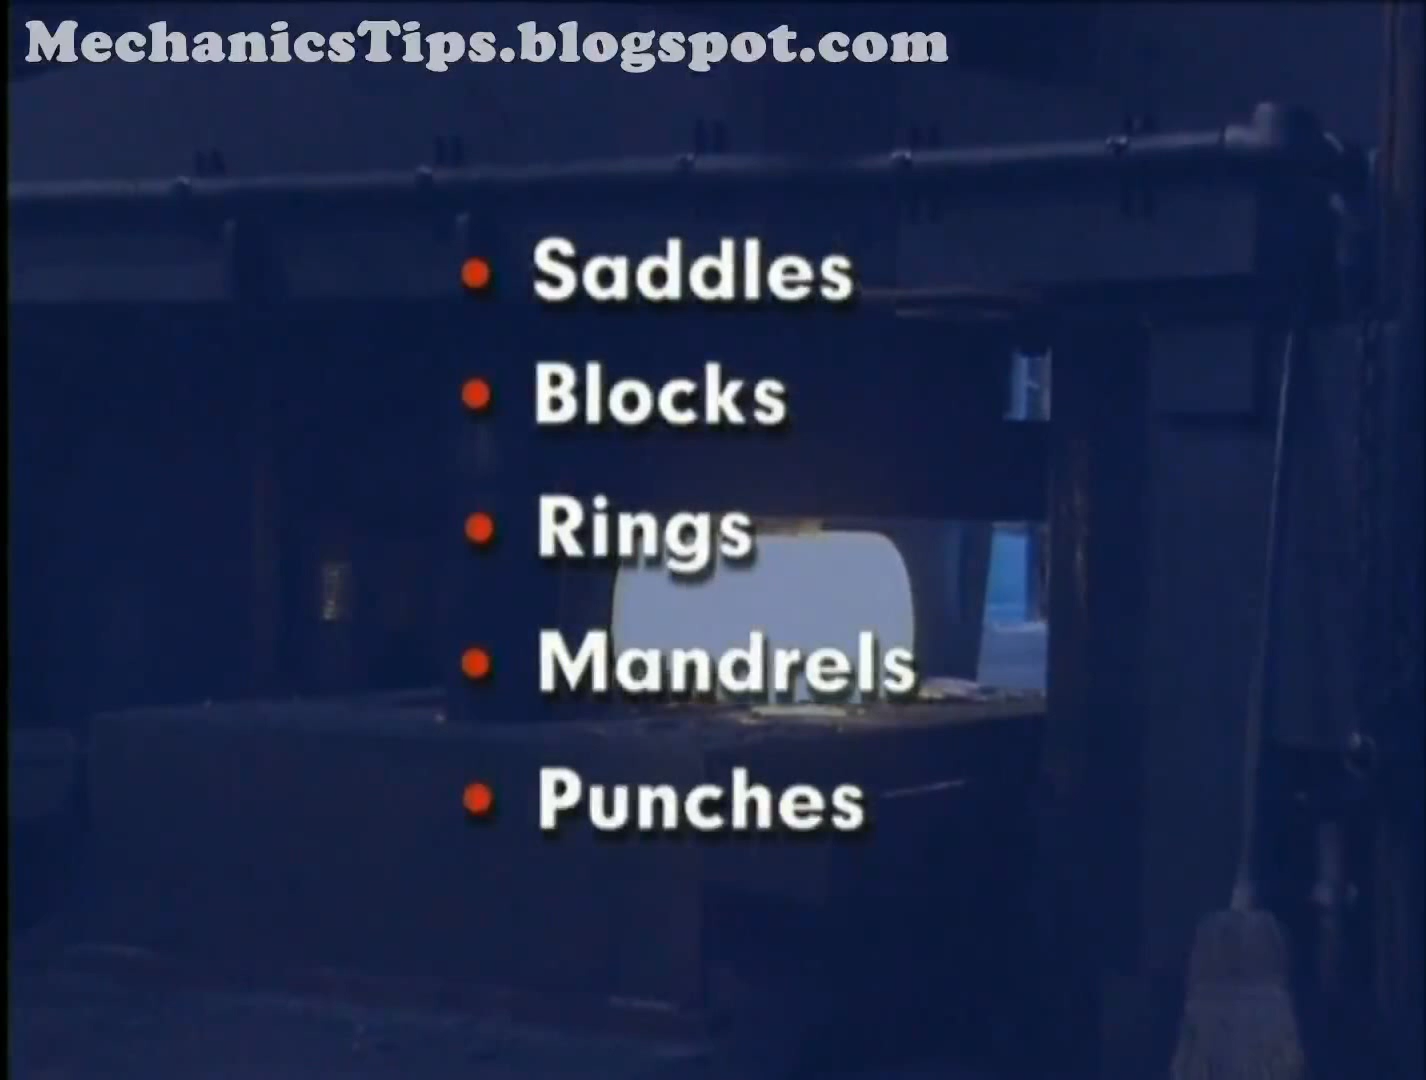 MechanicsTips.blogspot.com
Saddles
Blocks
Rings
Mandrels
Punches